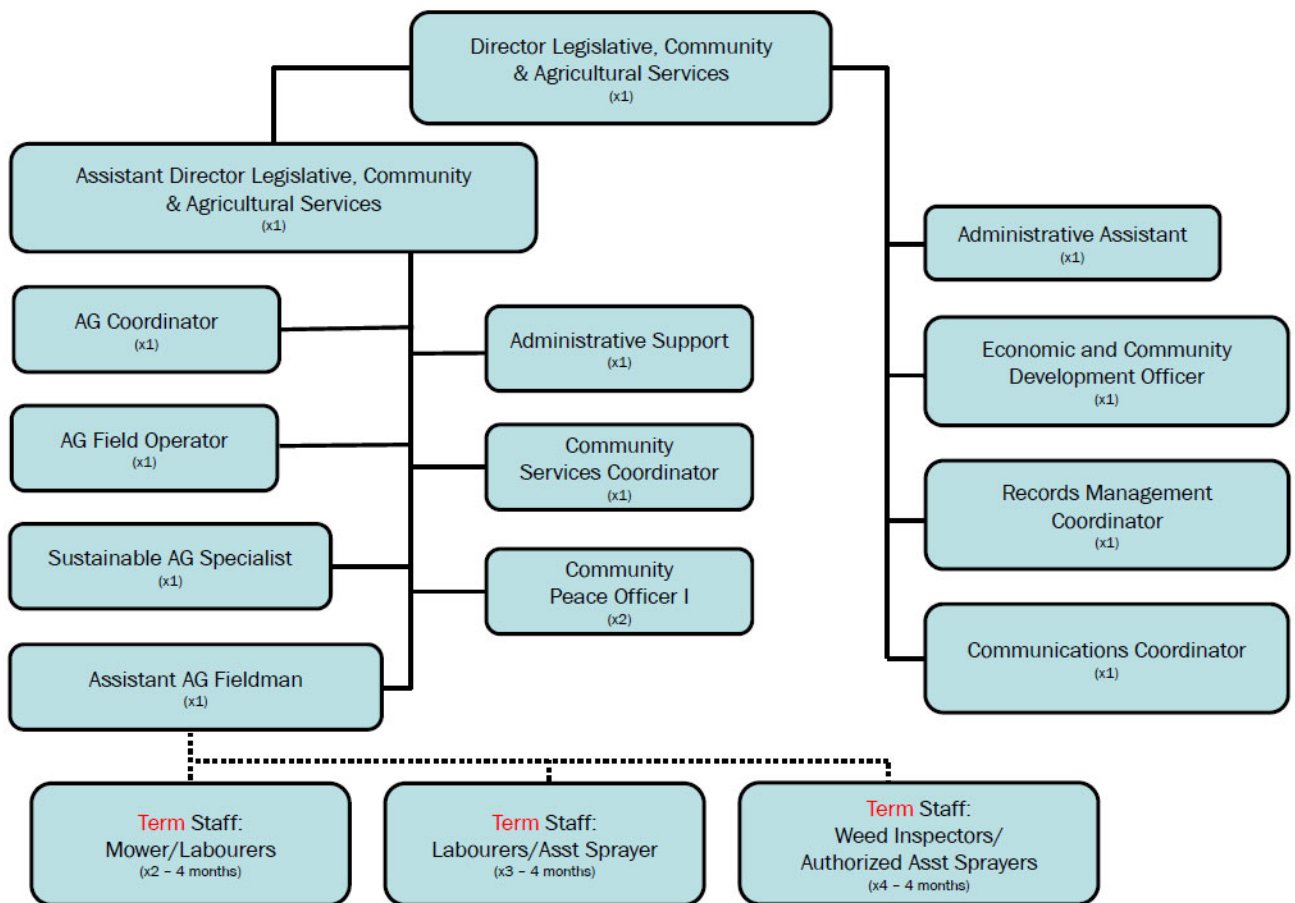 Director Legislative, Community
& Agricultural Services
(x1)
Assistant Director Legislative, Community
& Agricultural Services
(x1)
AG Coordinator
(x1)
AG Field Operator
(x1)
Sustainable AG Specialist
(x1)
Assistant AG Fieldman
(x1)
Administrative Support
(x1)
Community
Services Coordinator
(x1)
Community
Peace Officer I
(x2)
Administrative Assistant
(x1)
Economic and Community
Development Officer
(x1)
Records Management
Coordinator
(x1)
Communications Coordinator
(x1)
Term Staff:
Mower/Labourers
(x2 – 4 months)
Term Staff:
Labourers/Asst Sprayer
(x3 – 4 months)
Term Staff:
Weed Inspectors/
Authorized Asst Sprayers
(x4 – 4 months)